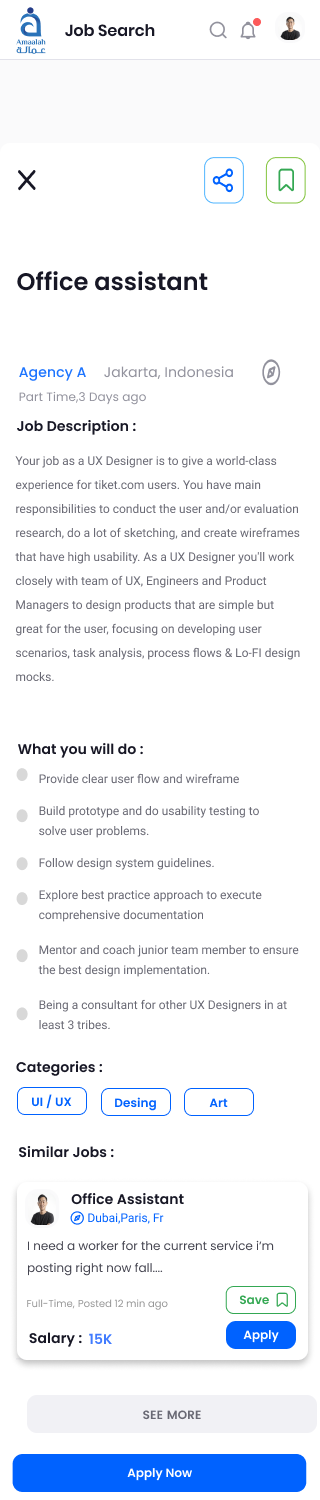 Amaalah
عمالة
Job Search
Office assistant
Agency A Jakarta, Indonesia
Part Time,3 Days ago
Job Description :
Your job as a UX Designer is to give a world-class
experience for tiket.com users. You have main
responsibilities to conduct the user and/or evaluation
research, do a lot of sketching, and create wireframes
that have high usability. As a UX Designer you'll work
closely with team of UX, Engineers and Product
Managers to design products that are simple but
great for the user, focusing on developing user
scenarios, task analysis, process flows & Lo-FI design
mocks.
What you will do :
Provide clear user flow and wireframe
Build prototype and do usability testing to
solve user problems.
Follow design system guidelines.
Explore best practice approach to execute
comprehensive documentation
Mentor and coach junior team member to ensure
the best design implementation.
Being a consultant for other UX Designers in at
least 3 tribes.
Categories :
UI / UX Desing Art
Similar Jobs :
Office Assistant
Dubai,Paris, Fr
I need a worker for the current service i'm
posting right now fall....
Full-Time, Posted 12 min ago
Save
Salary : 15K
Apply
SEE MORE
Apply Now